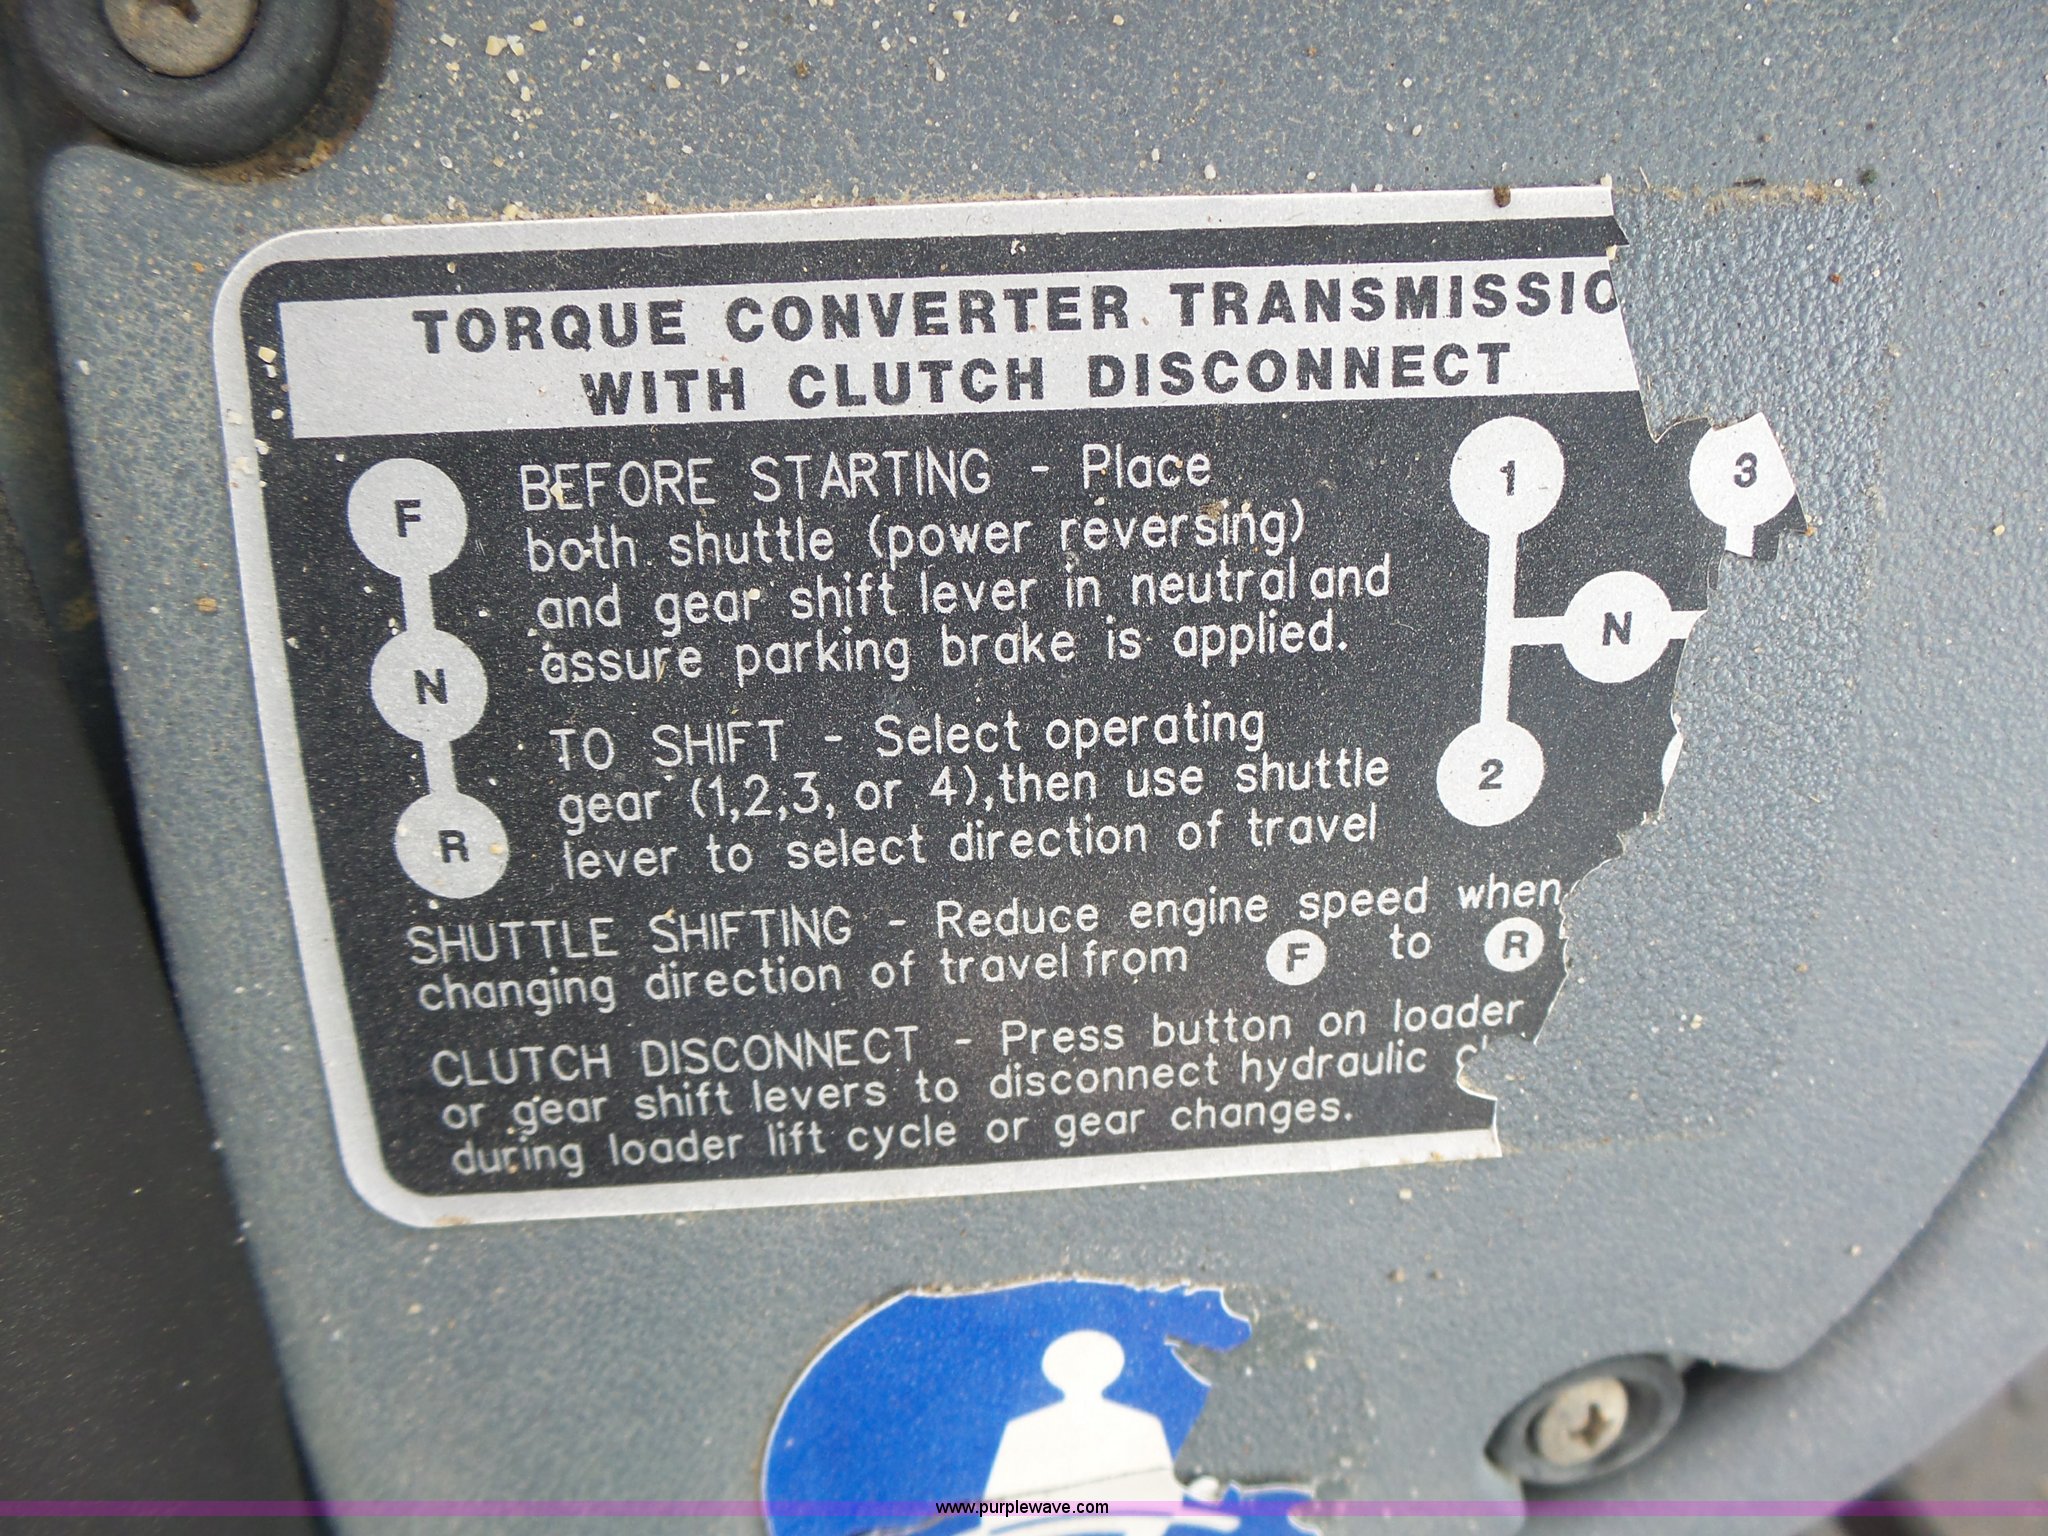 TORQUE CONVERTER TRANSMISSIO
WITH CLUTCH DISCONNECT
F
N
R
BEFORE STARTING - Place
both shuttle (power reversing)
and gear shift lever in neutral and
assure parking brake is applied.
TO SHIFT - Select operating
gear (1,2,3, or 4), then use shuttle
lever to select direction of travel
1
3
N
2
SHUTTLE SHIFTING - Reduce engine speed when
changing direction of travel from F to R
CLUTCH DISCONNECT - Press button on loader
or gear shift levers to disconnect hydraulic
during loader lift cycle or gear changes.
www.purplewave.com